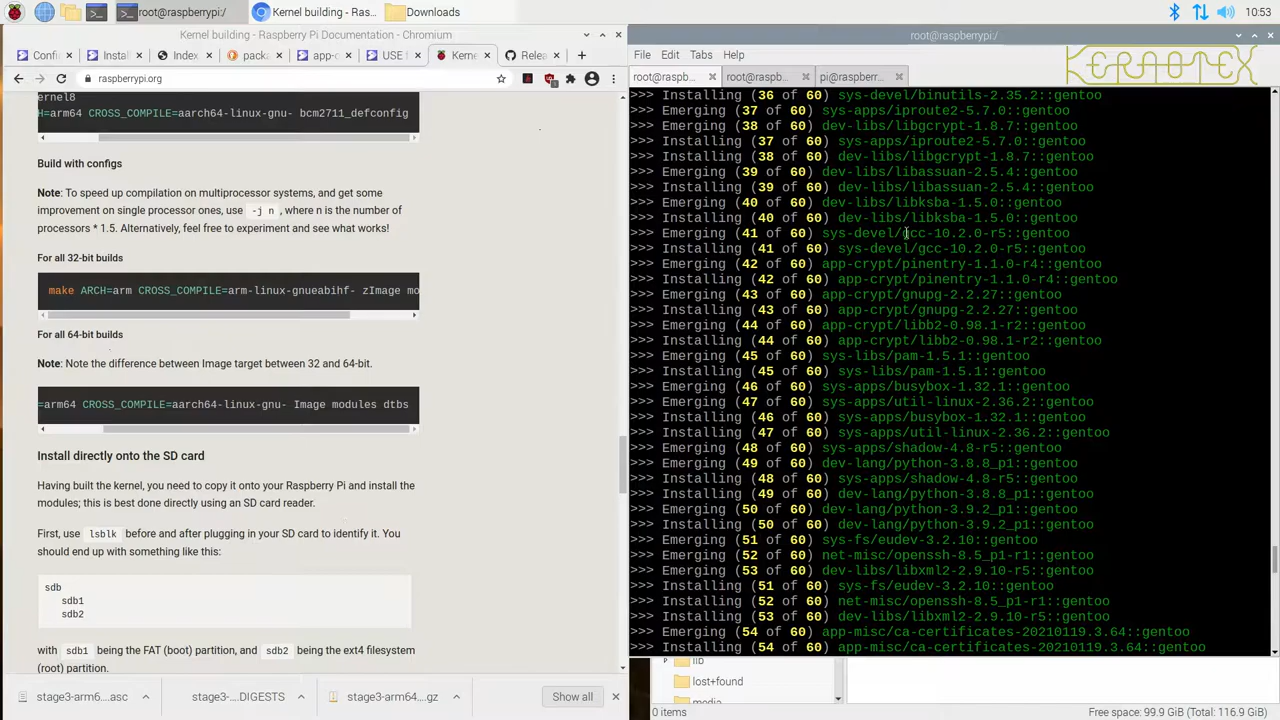 root@raspberrypi:/
Kernel building - Ras...
Downloads
10:53
Kernel building - Raspberry Pi Documentation - Chromium
Confi
Instal
Index
packa
app-c
USE f
Kerne
Relea
raspberrypi.org
ernel8
H=arm64 CROSS_COMPILE=aarch64-linux-gnu- bcm2711_defconfig
Build with configs
Note: To speed up compilation on multiprocessor systems, and get some
improvement on single processor ones, use -j n , where n is the number of
processors * 1.5. Alternatively, feel free to experiment and see what builds!
For all 32-bit builds
make ARCH=arm CROSS_COMPILE=arm-linux-gnueabihf- zImage mo
For all 64-bit builds
Note: Note the difference between Image target between 32 and 64-bit.
=arm64 CROSS_COMPILE=aarch64-linux-gnu- Image modules dtbs
Install directly onto the SD card
Having built the kernel, you need to copy it onto your Raspberry Pi and install the
modules; this is best done directly using an SD card reader.
First, use lsblk before and after plugging in your SD card to identify it. You
should end up with something like this:
sdb
sdb1
sdb2
with sdb1 being the FAT (boot) partition, and sdb2 being the ext4 filesystem
(root) partition.
stage3-arm6....asc
stage3-....DIGESTS
stage3-arm64....gz
Show all
root@raspberrypi:/
File Edit Tabs Help
root@raspb...
root@raspb...
pi@raspberr...
>>> Installing (36 of 60) sys-devel/binutils-2.35.2::gentoo
>>> Emerging (37 of 60) sys-apps/iproute2-5.7.0::gentoo
>>> Emerging (38 of 60) dev-libs/libgcrypt-1.8.7::gentoo
>>> Installing (37 of 60) sys-apps/iproute2-5.7.0::gentoo
>>> Installing (38 of 60) dev-libs/libgcrypt-1.8.7::gentoo
>>> Emerging (39 of 60) dev-libs/libassuan-2.5.4::gentoo
>>> Installing (39 of 60) dev-libs/libassuan-2.5.4::gentoo
>>> Emerging (40 of 60) dev-libs/libksba-1.5.0::gentoo
>>> Installing (40 of 60) dev-libs/libksba-1.5.0::gentoo
>>> Emerging (41 of 60) sys-devel/gcc-10.2.0-r5::gentoo
>>> Installing (41 of 60) sys-devel/gcc-10.2.0-r5::gentoo
>>> Emerging (42 of 60) app-crypt/pinentry-1.1.0-r4::gentoo
>>> Installing (42 of 60) app-crypt/pinentry-1.1.0-r4::gentoo
>>> Emerging (43 of 60) app-crypt/gnupg-2.2.27::gentoo
>>> Installing (43 of 60) app-crypt/gnupg-2.2.27::gentoo
>>> Emerging (44 of 60) app-crypt/libb2-0.98.1-r2::gentoo
>>> Installing (44 of 60) app-crypt/libb2-0.98.1-r2::gentoo
>>> Emerging (45 of 60) sys-libs/pam-1.5.1::gentoo
>>> Installing (45 of 60) sys-libs/pam-1.5.1::gentoo
>>> Emerging (46 of 60) sys-apps/busybox-1.32.1::gentoo
>>> Emerging (47 of 60) sys-apps/util-linux-2.36.2::gentoo
>>> Installing (46 of 60) sys-apps/busybox-1.32.1::gentoo
>>> Installing (47 of 60) sys-apps/util-linux-2.36.2::gentoo
>>> Emerging (48 of 60) sys-apps/shadow-4.8-r5::gentoo
>>> Emerging (49 of 60) dev-lang/python-3.8.8_p1::gentoo
>>> Installing (48 of 60) sys-apps/shadow-4.8-r5::gentoo
>>> Installing (49 of 60) dev-lang/python-3.8.8_p1::gentoo
>>> Emerging (50 of 60) dev-lang/python-3.9.2_p1::gentoo
>>> Installing (50 of 60) dev-lang/python-3.9.2_p1::gentoo
>>> Emerging (51 of 60) sys-fs/eudev-3.2.10::gentoo
>>> Emerging (52 of 60) net-misc/openssh-8.5_p1-r1::gentoo
>>> Emerging (53 of 60) dev-libs/libxml2-2.9.10-r5::gentoo
>>> Installing (51 of 60) sys-fs/eudev-3.2.10::gentoo
>>> Installing (52 of 60) net-misc/openssh-8.5_p1-r1::gentoo
>>> Installing (53 of 60) dev-libs/libxml2-2.9.10-r5::gentoo
>>> Emerging (54 of 60) app-misc/ca-certificates-20210119.3.64::gentoo
>>> Installing (54 of 60) app-misc/ca-certificates-20210119.3.64::gentoo
lib
lost+found
media
0 items
Free space: 99.9 GiB (Total: 116.9 GiB)